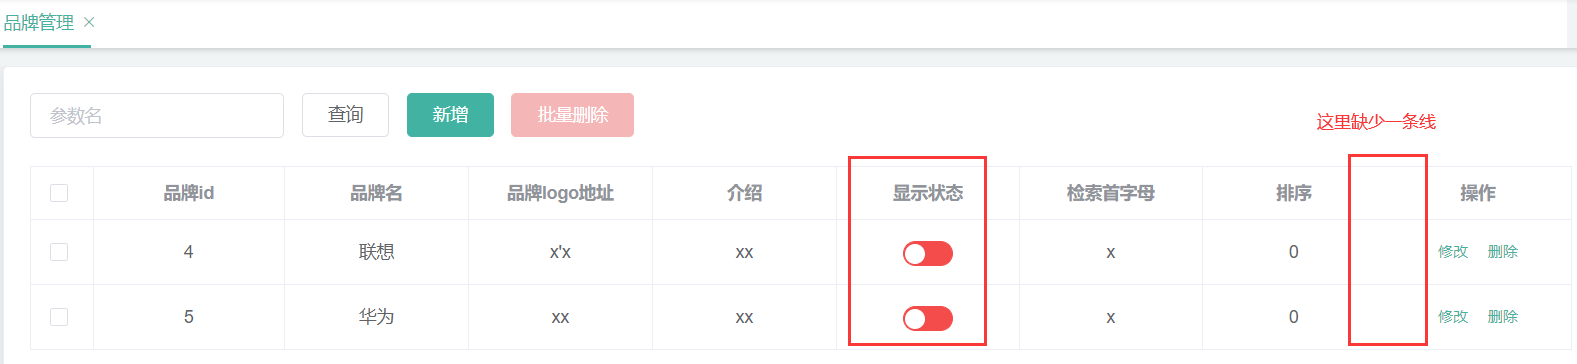 品牌管理 ×
参数名 查询 新增 批量删除
这里缺少一条线
品牌id 品牌名 品牌logo地址 介绍 显示状态 检索首字母 排序 操作
4 联想 x'x xx x 0 修改 删除
5 华为 xx xx x 0 修改 删除